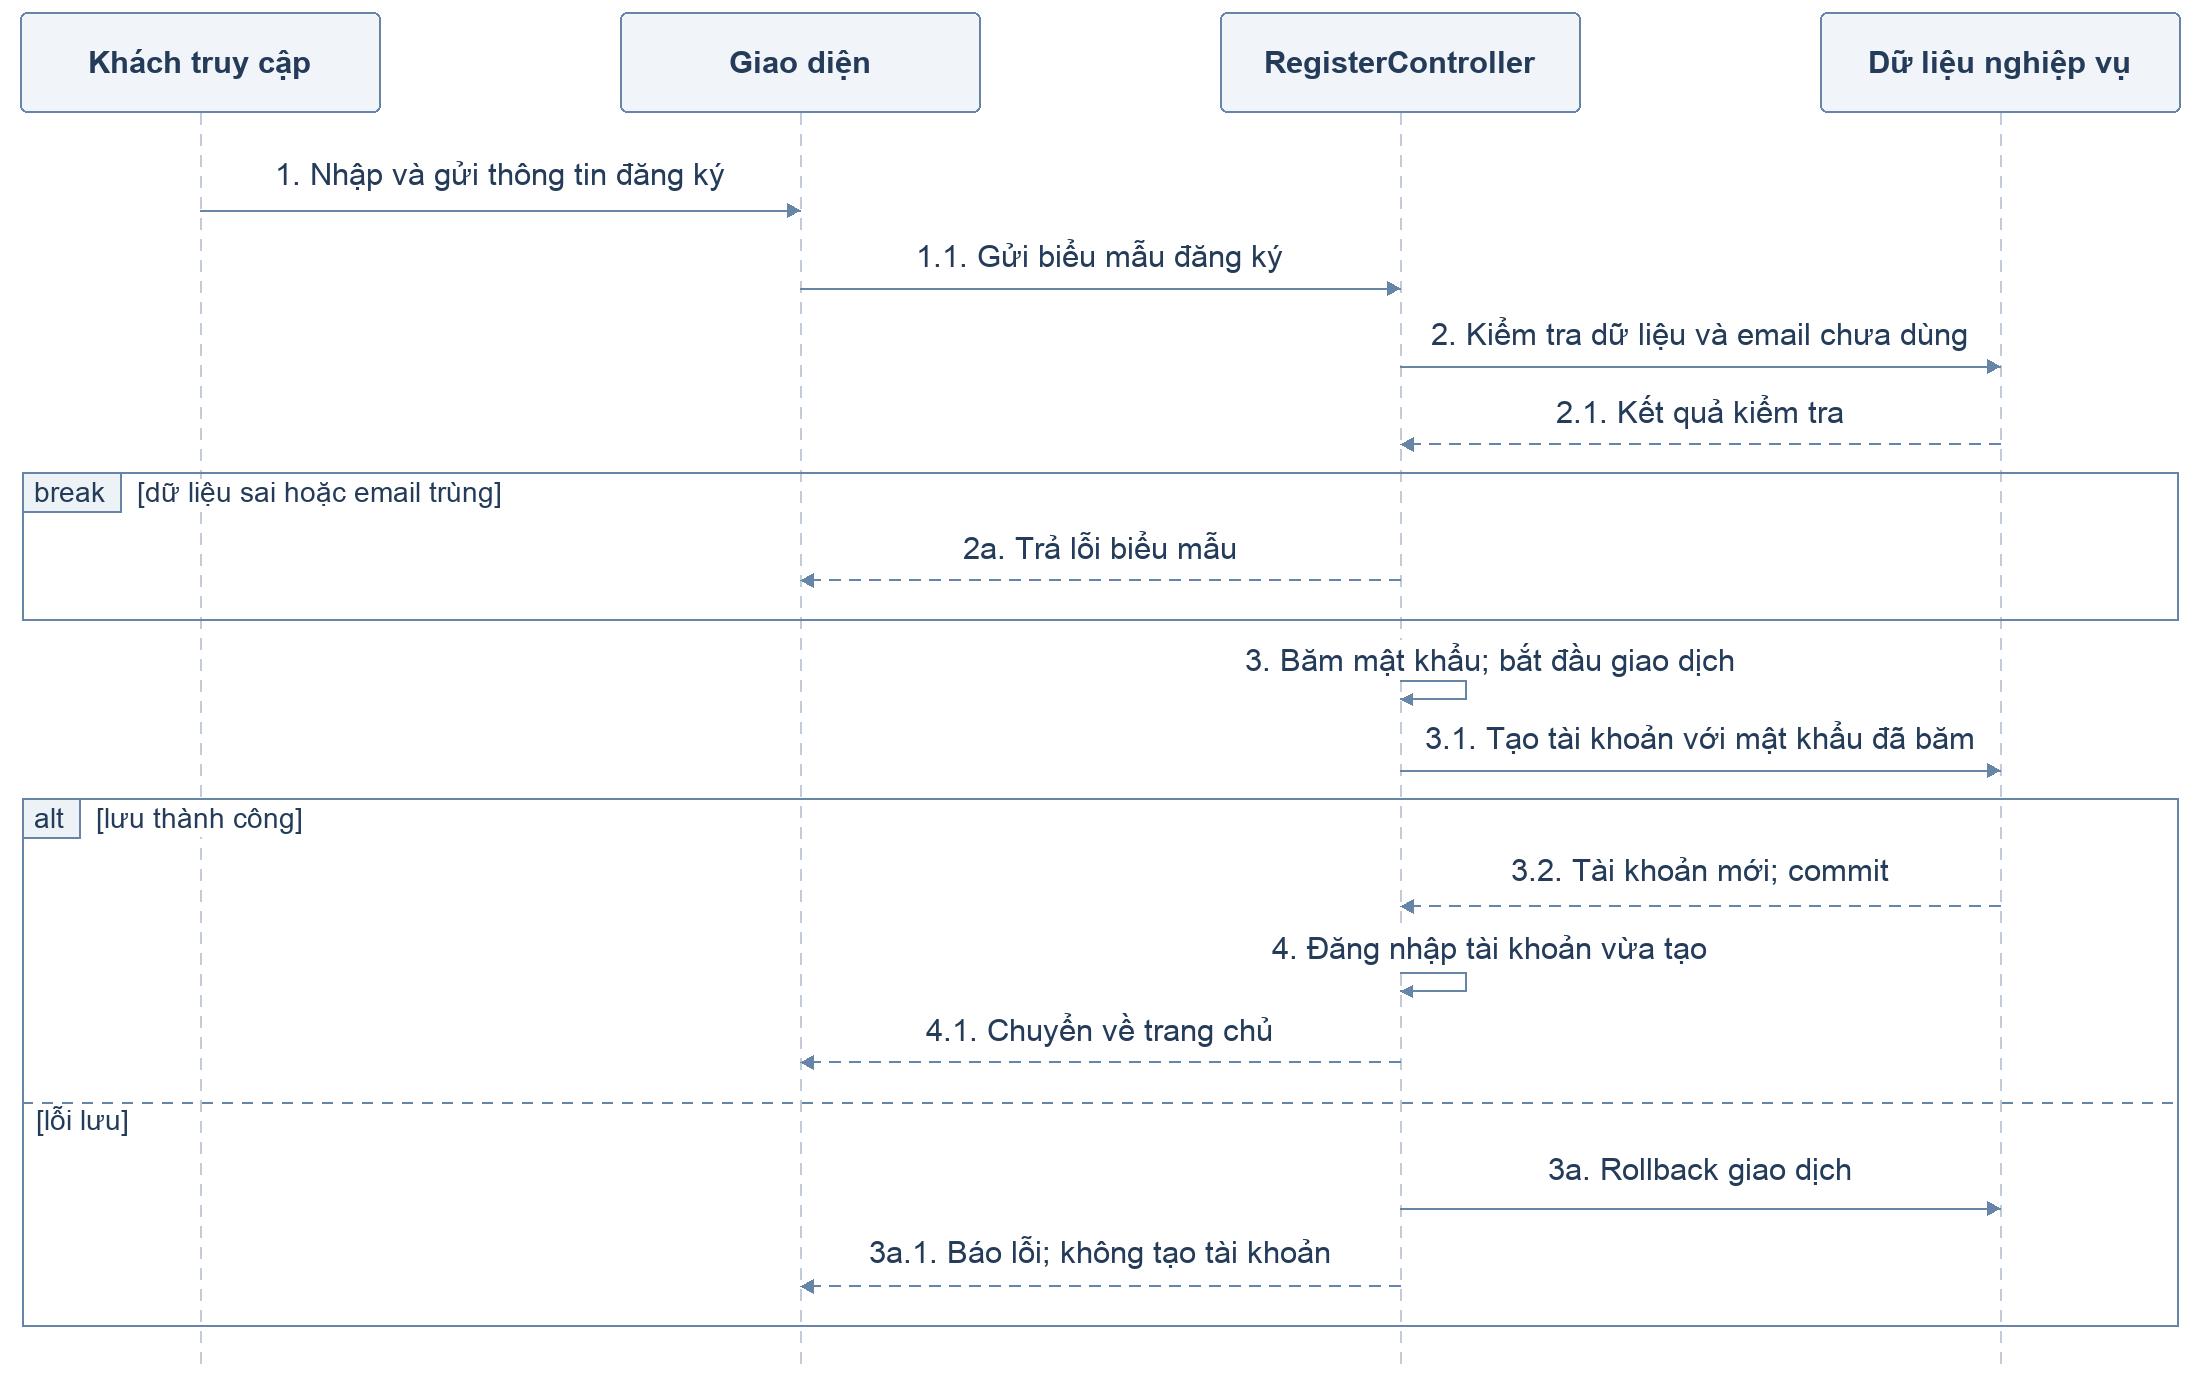 Khách truy cập
Giao diện
RegisterController
Dữ liệu nghiệp vụ
1. Nhập và gửi thông tin đăng ký
1.1. Gửi biểu mẫu đăng ký
2. Kiểm tra dữ liệu và email chưa dùng
2.1. Kết quả kiểm tra
break [dữ liệu sai hoặc email trùng]
2a. Trả lỗi biểu mẫu
3. Băm mật khẩu; bắt đầu giao dịch
3.1. Tạo tài khoản với mật khẩu đã băm
alt [lưu thành công]
3.2. Tài khoản mới; commit
4. Đăng nhập tài khoản vừa tạo
4.1. Chuyển về trang chủ
[lỗi lưu]
3a. Rollback giao dịch
3a.1. Báo lỗi; không tạo tài khoản